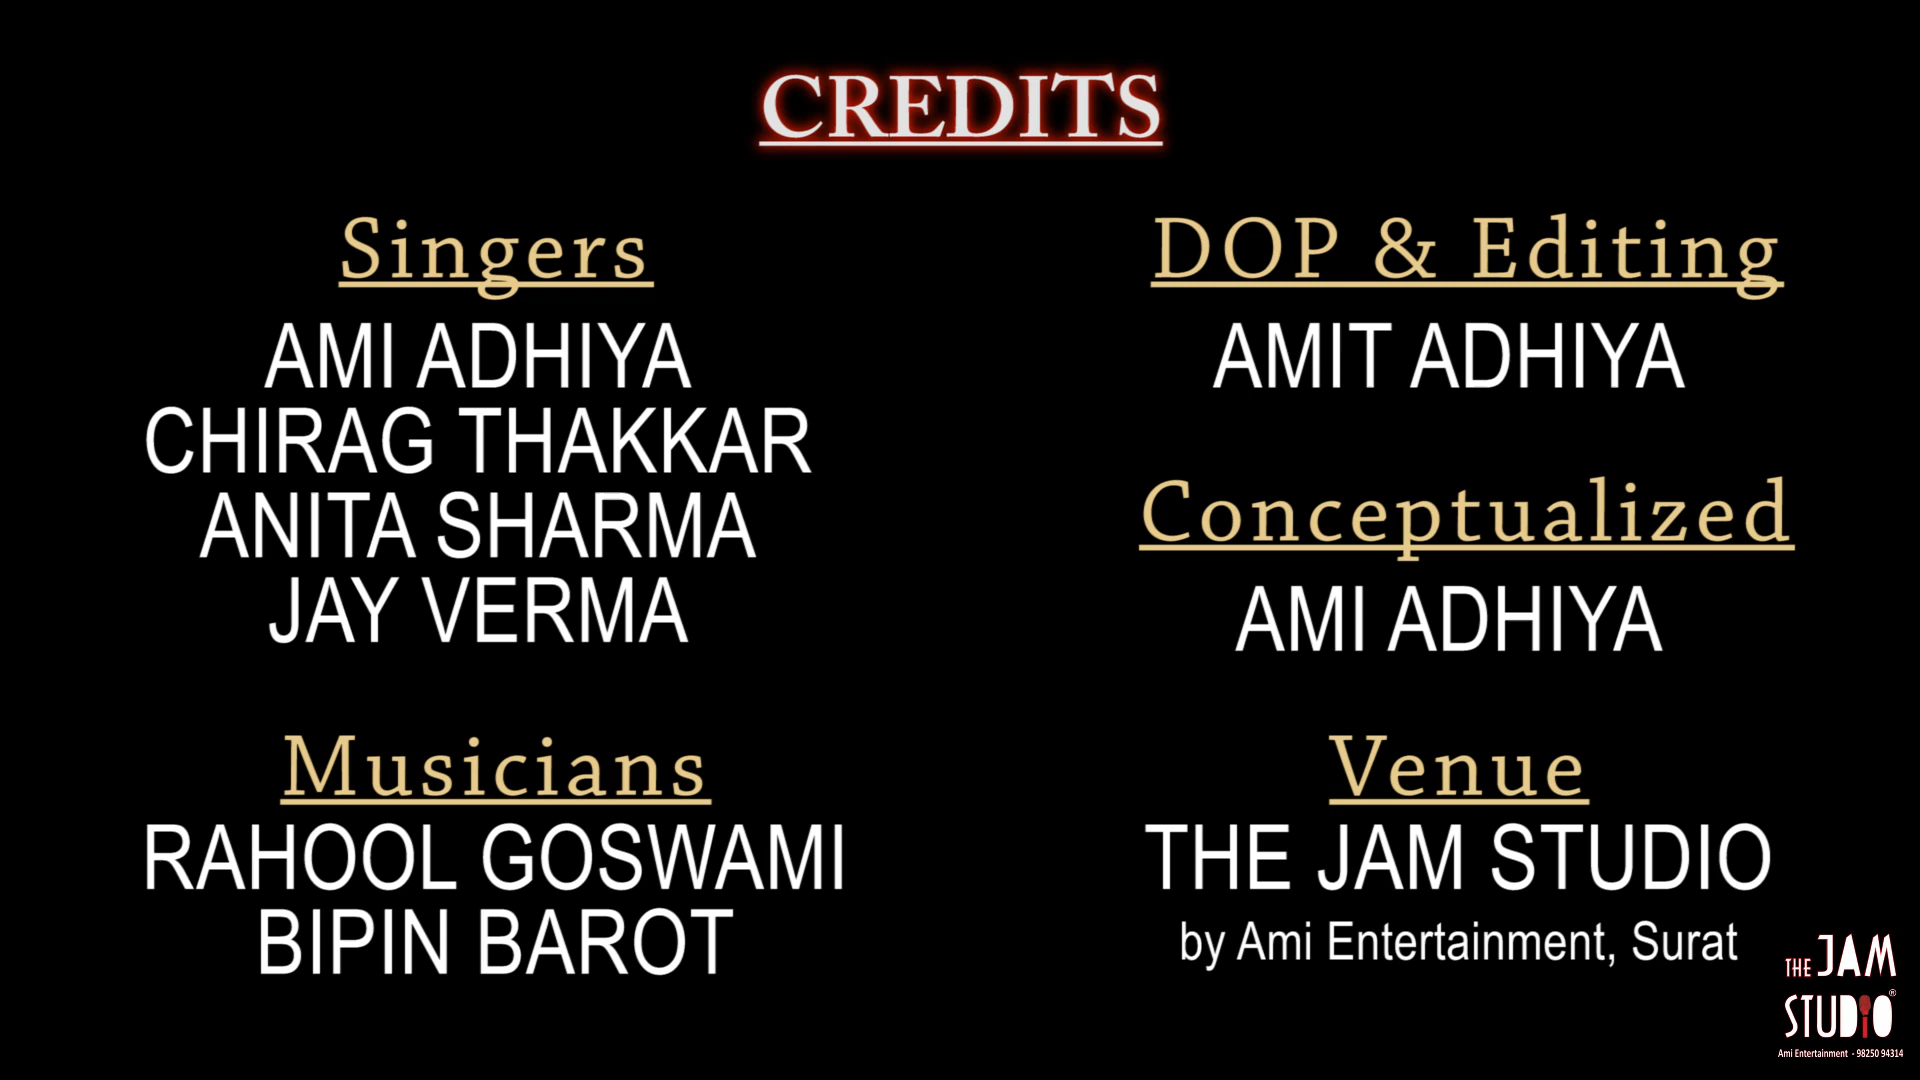 CREDITS
Singers
AMI ADHIYA
CHIRAG THAKKAR
ANITA SHARMA
JAY VERMA
Musicians
RAHOOL GOSWAMI
BIPIN BAROT
DOP & Editing
AMIT ADHIYA
Conceptualized
AMI ADHIYA
Venue
THE JAM STUDIO
by Ami Entertainment, Surat
THE JAM
STUDIO®
Ami Entertainment - 98250 94314